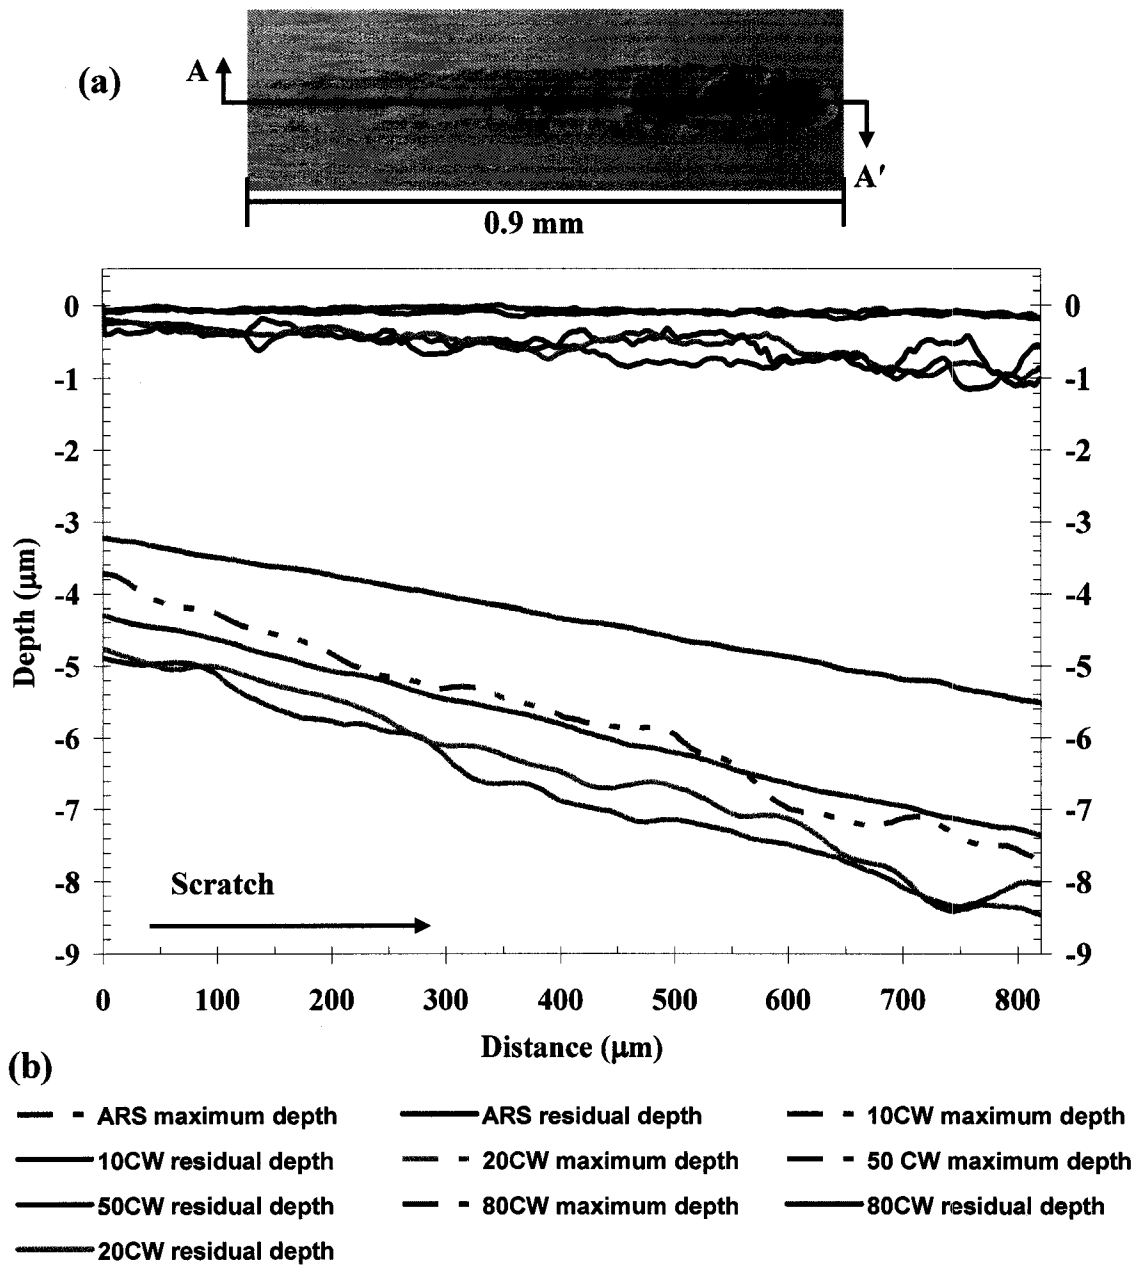 (a)
A
A'
0.9 mm
0
-1
-2
-3
-4
-5
-6
-7
-8
-9
0
-1
-2
-3
-4
-5
-6
-7
-8
-9
Depth (μm)
Scratch
0 100 200 300 400 500 600 700 800
Distance (μm)
(b)
ARS maximum depth ARS residual depth 10CW maximum depth
10CW residual depth 20CW maximum depth 50 CW maximum depth
50CW residual depth 80CW maximum depth 80CW residual depth
20CW residual depth